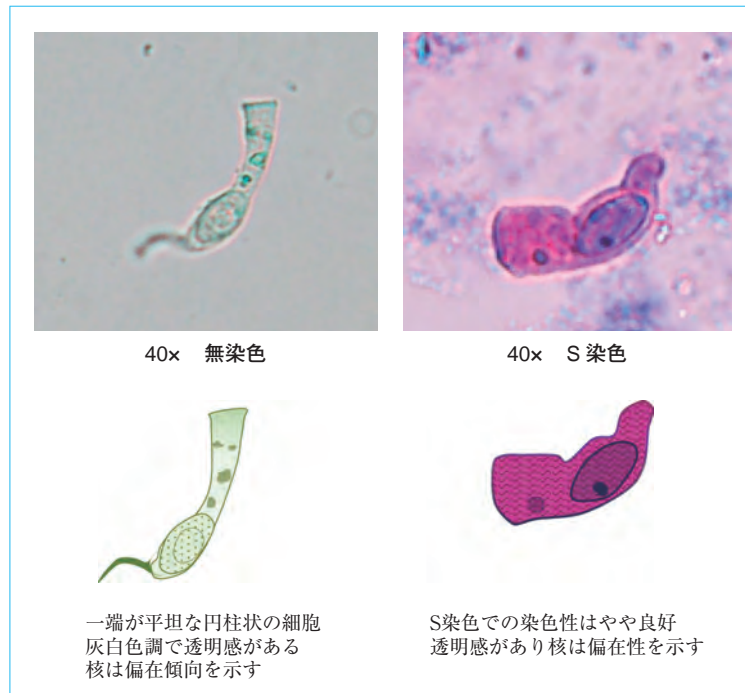 40× 無染色
40× S 染色
一端が平坦な円柱状の細胞
灰白色調で透明感がある
核は偏在傾向を示す
S染色での染色性はやや良好
透明感があり核は偏在性を示す